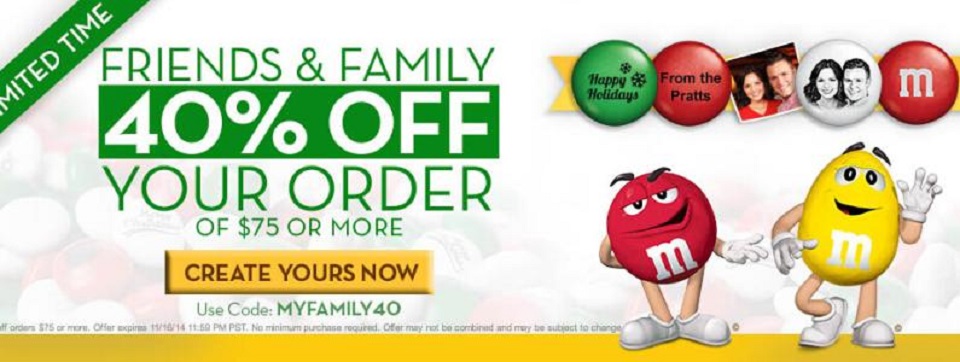 LIMITED TIME
FRIENDS & FAMILY
40% OFF
YOUR ORDER
OF $75 OR MORE
CREATE YOURS NOW
Use Code: MYFAMILY40
ff orders $75 or more. Offer expires 11/16/14 11:59 PM PST. No minimum purchase required. Offer may not be combined and may be subject to change
Happy
Holidays
From the
Pratts
m
m
m